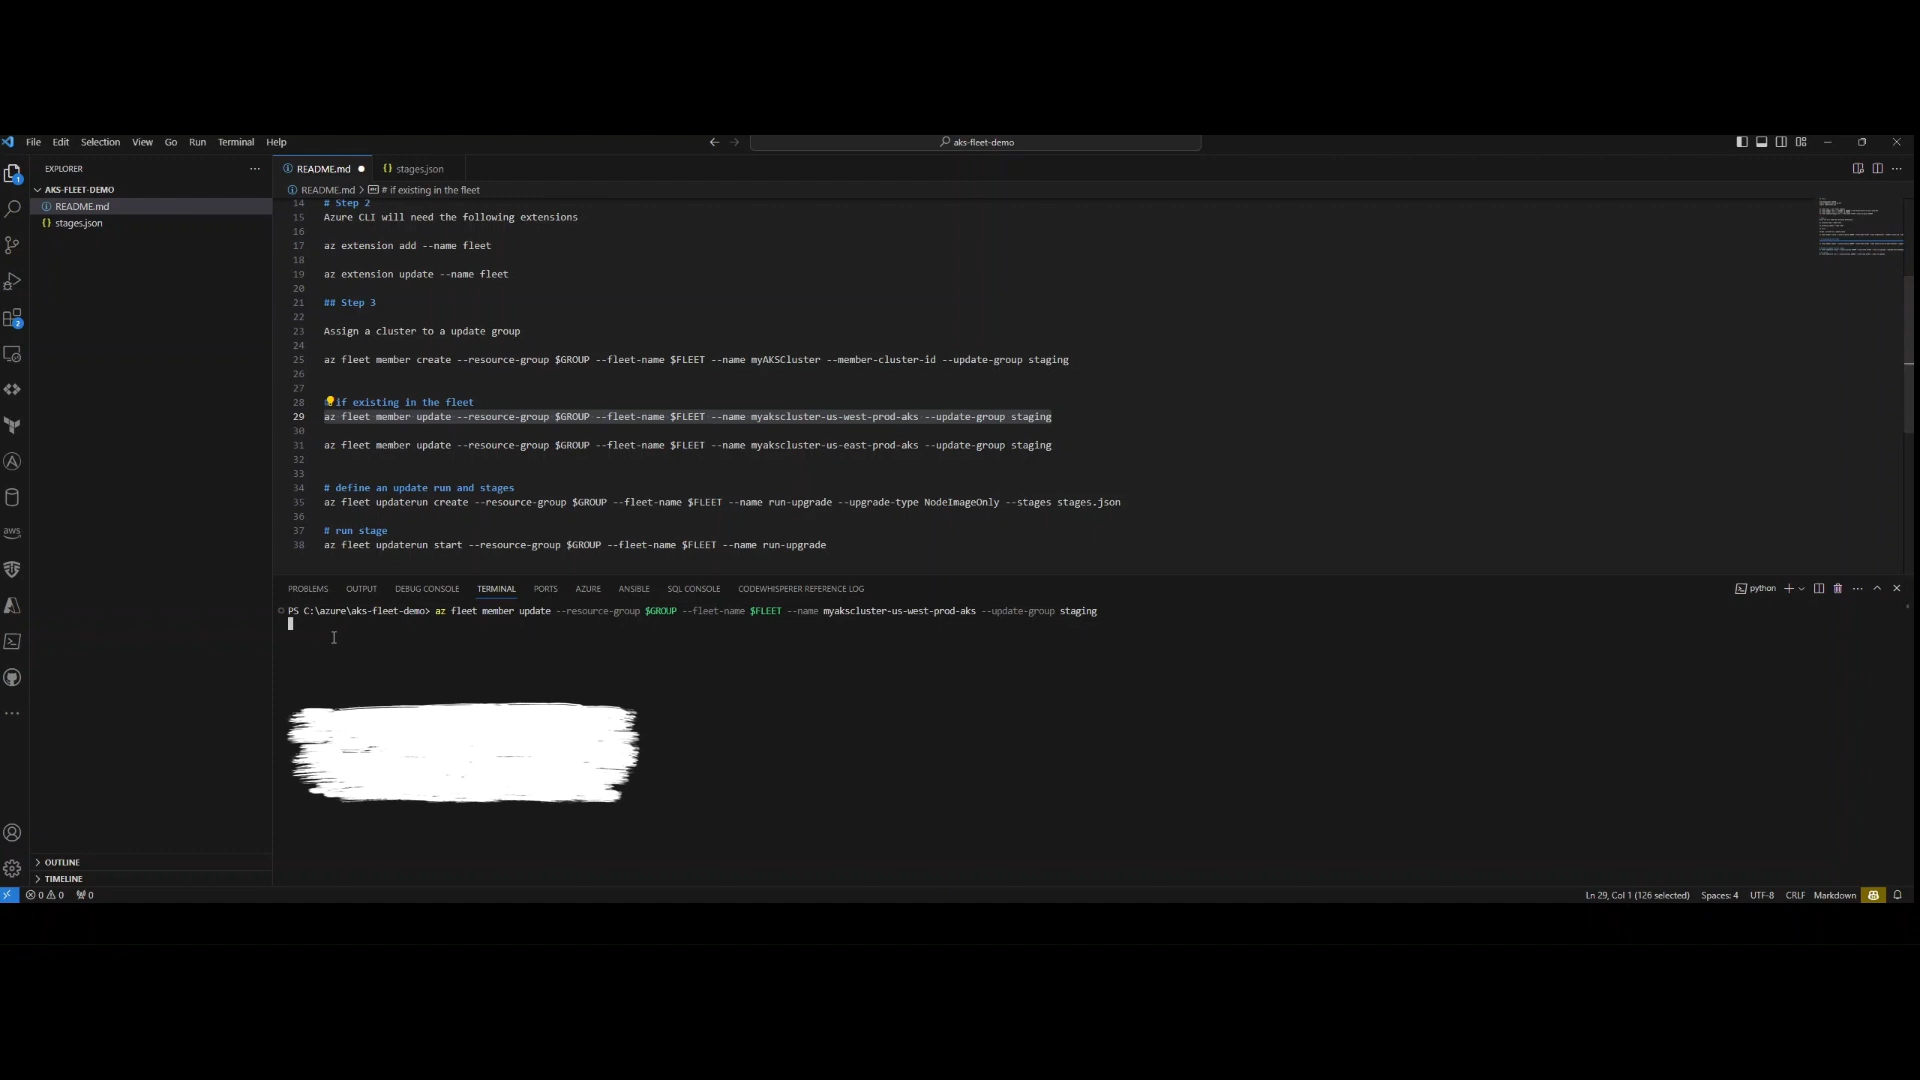 File Edit Selection View Go Run Terminal Help
aks-fleet-demo
EXPLORER
AKS-FLEET-DEMO
README.md
stages.json
README.md
stages.json
README.md > # if existing in the fleet
14 # Step 2
15 Azure CLI will need the following extensions
16
17 az extension add --name fleet
18
19 az extension update --name fleet
20
21 ## Step 3
22
23 Assign a cluster to a update group
24
25 az fleet member create --resource-group $GROUP --fleet-name $FLEET --name myAKSCluster --member-cluster-id --update-group staging
26
27
28 if existing in the fleet
29 az fleet member update --resource-group $GROUP --fleet-name $FLEET --name myakscluster-us-west-prod-aks --update-group staging
30
31 az fleet member update --resource-group $GROUP --fleet-name $FLEET --name myakscluster-us-east-prod-aks --update-group staging
32
33
34 # define an update run and stages
35 az fleet updaterun create --resource-group $GROUP --fleet-name $FLEET --name run-upgrade --upgrade-type NodeImageOnly --stages stages.json
36
37 # run stage
38 az fleet updaterun start --resource-group $GROUP --fleet-name $FLEET --name run-upgrade
PROBLEMS OUTPUT DEBUG CONSOLE TERMINAL PORTS AZURE ANSIBLE SQL CONSOLE CODEWHISPERER REFERENCE LOG
python
PS C:\azure\aks-fleet-demo> az fleet member update --resource-group $GROUP --fleet-name $FLEET --name myakscluster-us-west-prod-aks --update-group staging
aws
OUTLINE
TIMELINE
0 0 0
Ln 29, Col 1 (126 selected) Spaces: 4 UTF-8 CRLF Markdown